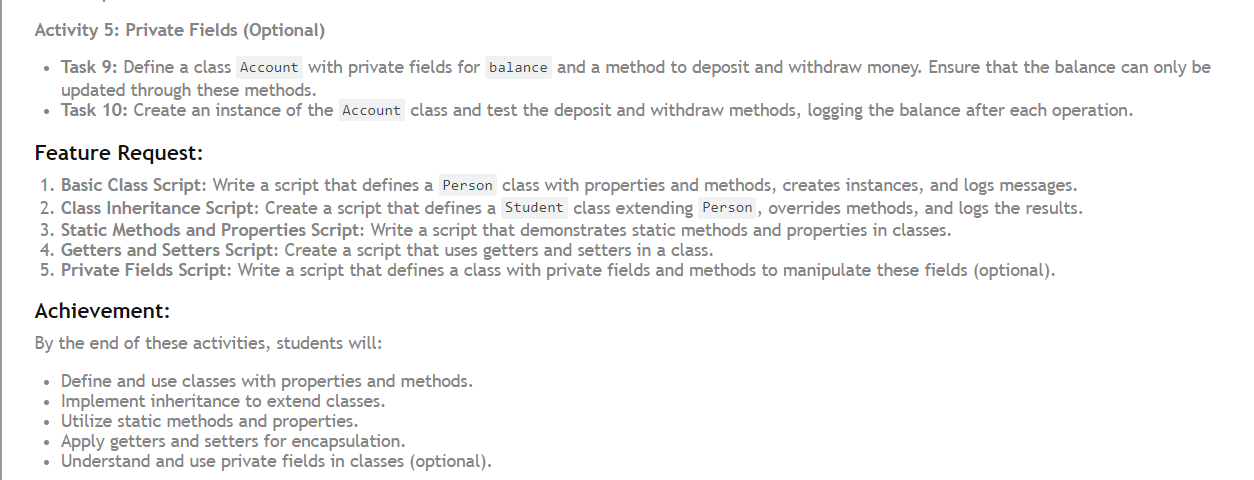 Activity 5: Private Fields (Optional)
• Task 9: Define a class Account with private fields for balance and a method to deposit and withdraw money. Ensure that the balance can only be
updated through these methods.
• Task 10: Create an instance of the Account class and test the deposit and withdraw methods, logging the balance after each operation.
Feature Request:
1. Basic Class Script: Write a script that defines a Person class with properties and methods, creates instances, and logs messages.
2. Class Inheritance Script: Create a script that defines a Student class extending Person, overrides methods, and logs the results.
3. Static Methods and Properties Script: Write a script that demonstrates static methods and properties in classes.
4. Getters and Setters Script: Create a script that uses getters and setters in a class.
5. Private Fields Script: Write a script that defines a class with private fields and methods to manipulate these fields (optional).
Achievement:
By the end of these activities, students will:
• Define and use classes with properties and methods.
• Implement inheritance to extend classes.
• Utilize static methods and properties.
• Apply getters and setters for encapsulation.
• Understand and use private fields in classes (optional).